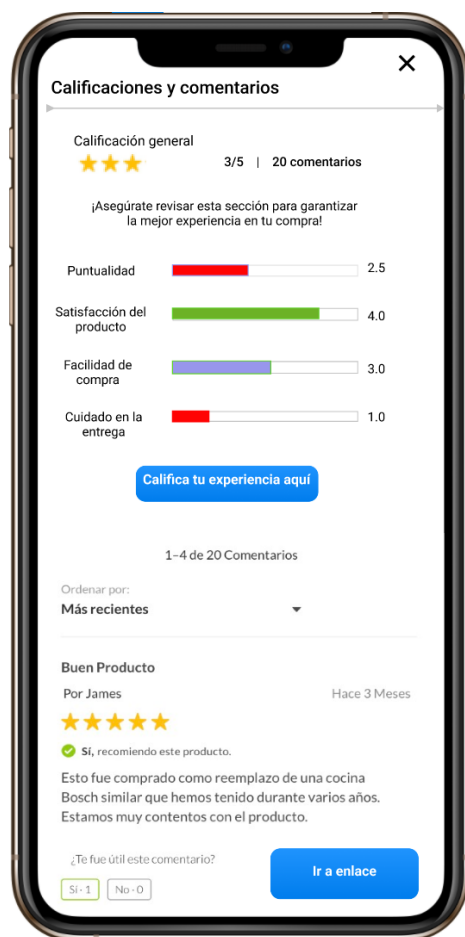 Calificaciones y comentarios
Calificación general
3/5 | 20 comentarios
¡Asegúrate revisar esta sección para garantizar
la mejor experiencia en tu compra!
Puntualidad
2.5
Satisfacción del
producto
4.0
Facilidad de
compra
3.0
Cuidado en la
entrega
1.0
Califica tu experiencia aquí
1–4 de 20 Comentarios
Ordenar por:
Más recientes
Buen Producto
Por James
Hace 3 Meses
Sí, recomiendo este producto.
Esto fue comprado como reemplazo de una cocina
Bosch similar que hemos tenido durante varios años.
Estamos muy contentos con el producto.
¿Te fue útil este comentario?
Sí - 1
No - 0
Ir a enlace